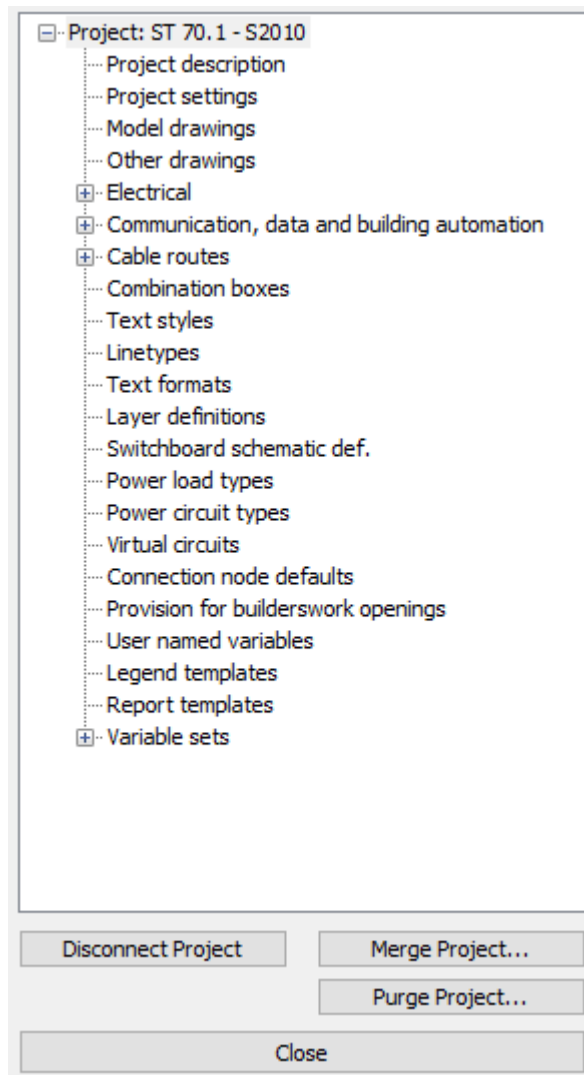 Project: ST 70.1 - S2010
Project description
Project settings
Model drawings
Other drawings
Electrical
Communication, data and building automation
Cable routes
Combination boxes
Text styles
Linetypes
Text formats
Layer definitions
Switchboard schematic def.
Power load types
Power circuit types
Virtual circuits
Connection node defaults
Provision for builderswork openings
User named variables
Legend templates
Report templates
Variable sets
Disconnect Project
Merge Project...
Purge Project...
Close